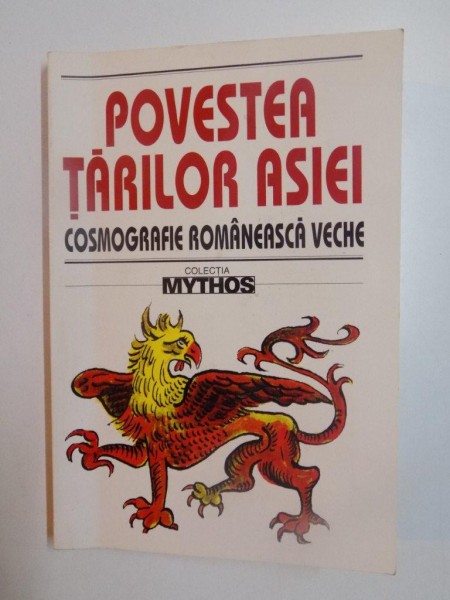 POVESTEA
ȚĂRILOR ASIEI
COSMOGRAFIE ROMÂNEASCĂ VECHE
COLECȚIA
MYTHOS